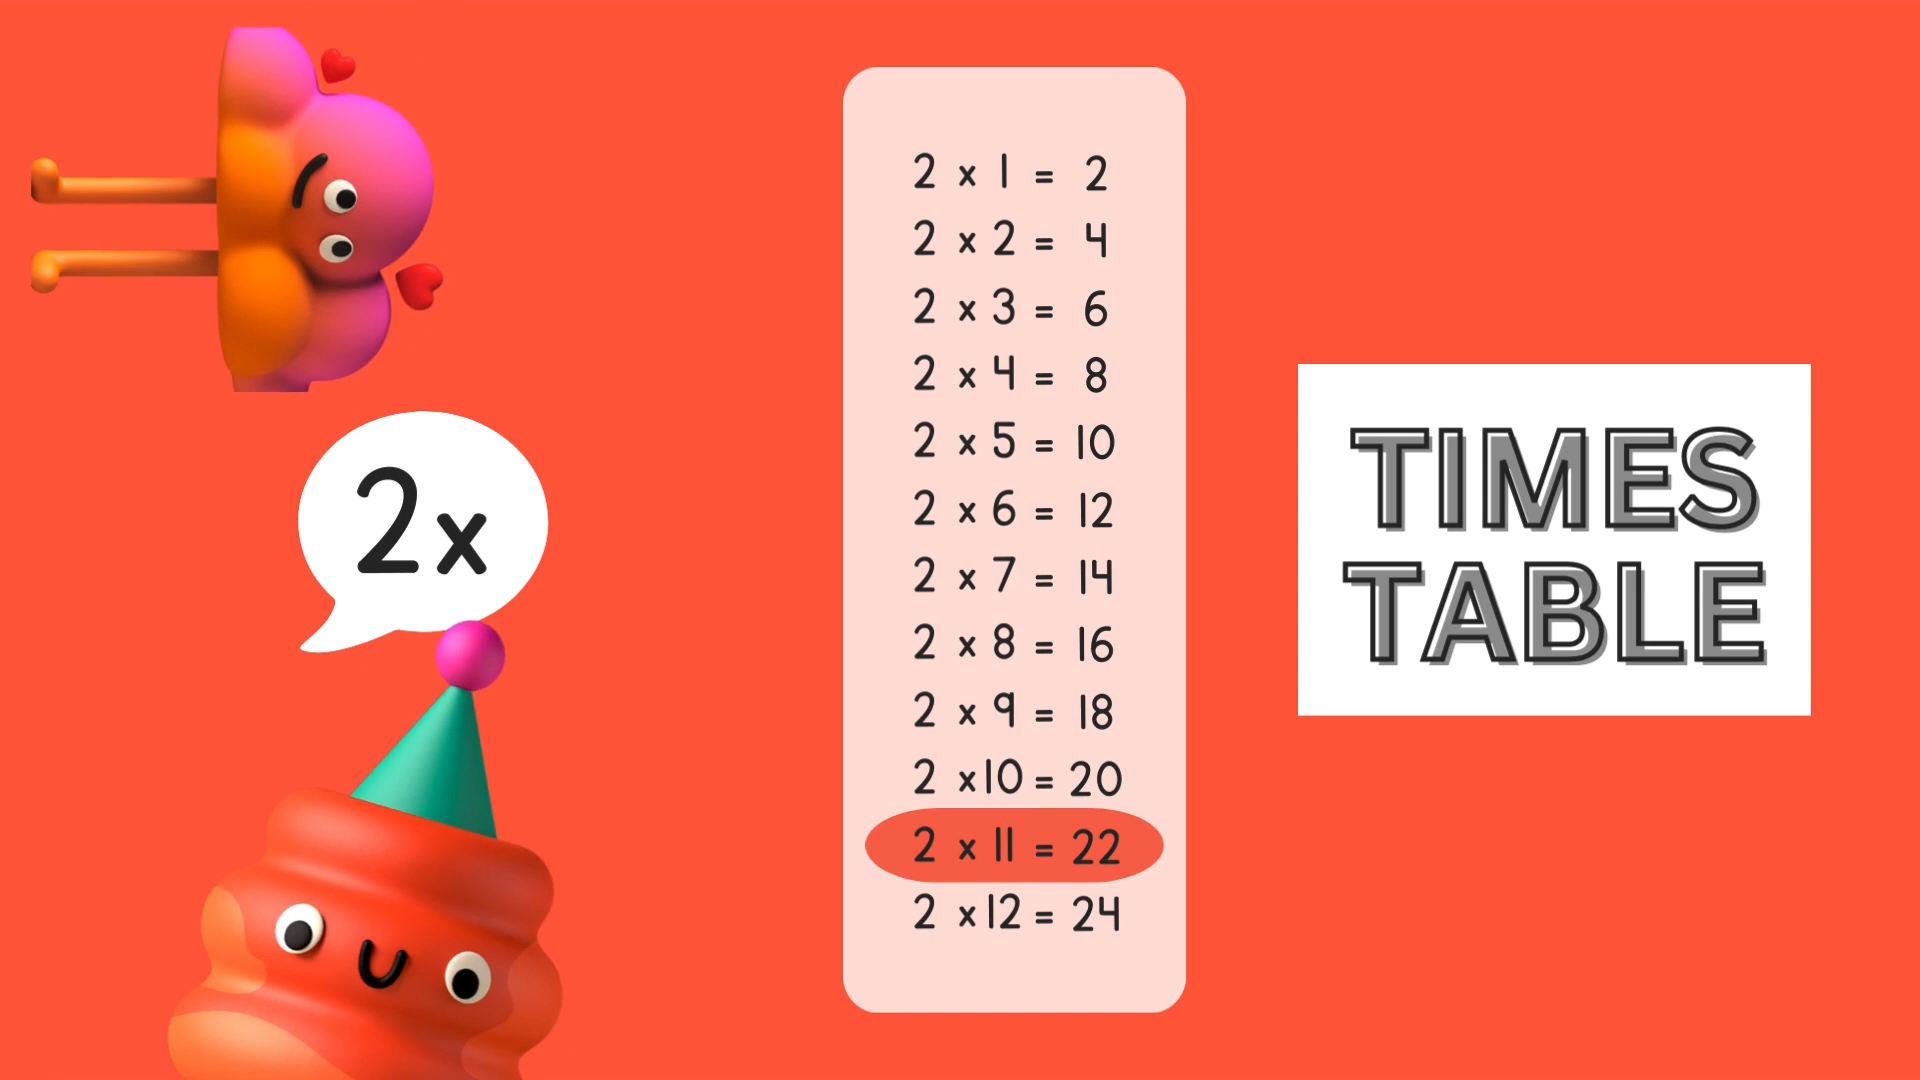 2x
2 x 1 = 2
2 x 2 = 4
2 x 3 = 6
2 x 4 = 8
2 x 5 = 10
2 x 6 = 12
2 x 7 = 14
2 x 8 = 16
2 x 9 = 18
2 x 10 = 20
2 x 11 = 22
2 x 12 = 24
TIMES
TABLE